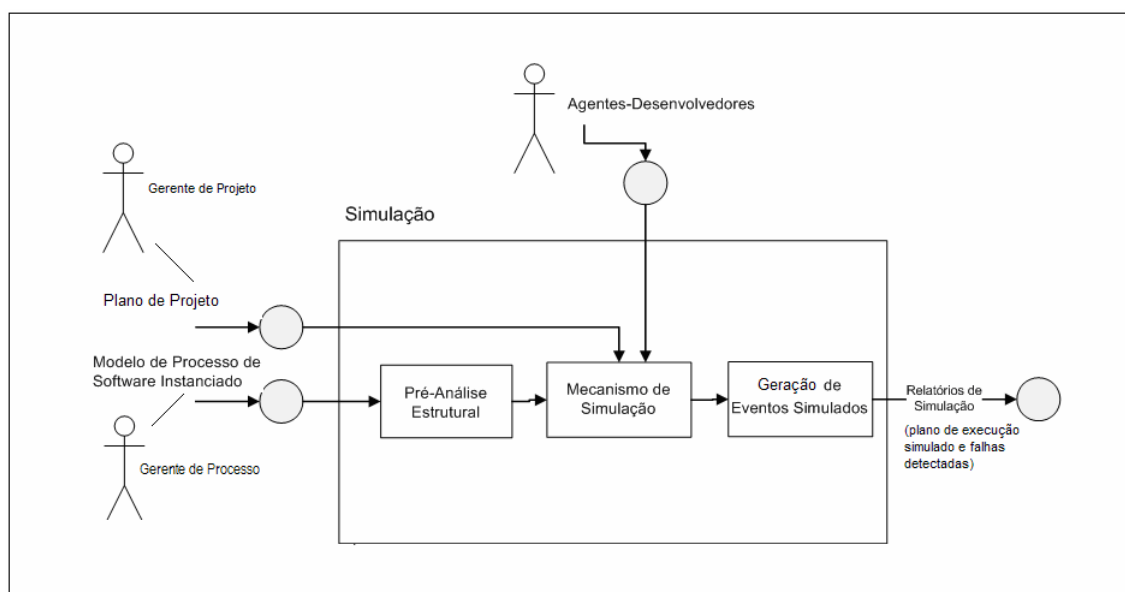 Agentes-Desenvolvedores
Gerente de Projeto
Simulação
Plano de Projeto
Modelo de Processo de
Software Instanciado
Pré-Análise
Estrutural
Mecanismo de
Simulação
Geração de
Eventos Simulados
Relatórios de
Simulação
(plano de execução
simulado e falhas
detectadas)
Gerente de Processo